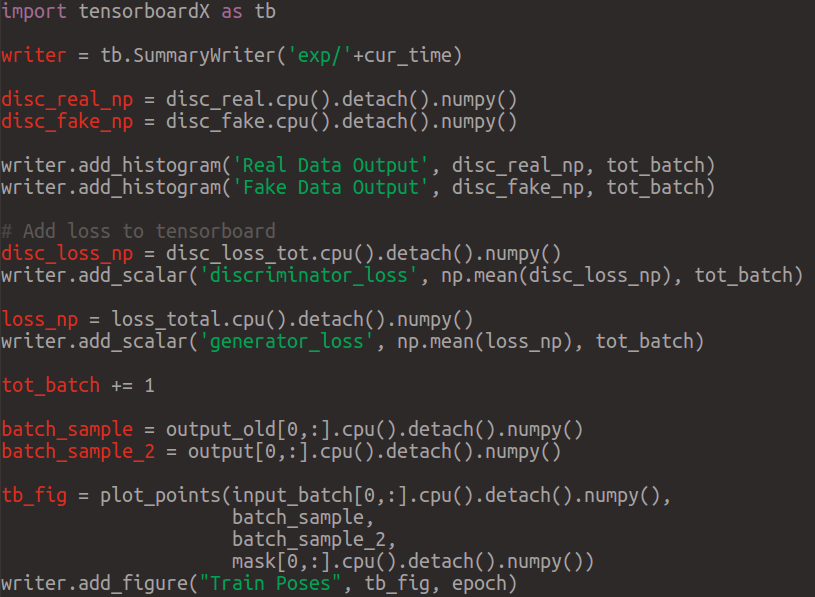 import tensorboardX as tb
writer = tb.SummaryWriter('exp/'+cur_time)
disc_real_np = disc_real.cpu().detach().numpy()
disc_fake_np = disc_fake.cpu().detach().numpy()
writer.add_histogram('Real Data Output', disc_real_np, tot_batch)
writer.add_histogram('Fake Data Output', disc_fake_np, tot_batch)
# Add loss to tensorboard
disc_loss_np = disc_loss_tot.cpu().detach().numpy()
writer.add_scalar('discriminator_loss', np.mean(disc_loss_np), tot_batch)
loss_np = loss_total.cpu().detach().numpy()
writer.add_scalar('generator_loss', np.mean(loss_np), tot_batch)
tot_batch += 1
batch_sample = output_old[0,:].cpu().detach().numpy()
batch_sample_2 = output[0,:].cpu().detach().numpy()
tb_fig = plot_points(input_batch[0,:].cpu().detach().numpy(),
batch_sample,
batch_sample_2,
mask[0,:].cpu().detach().numpy())
writer.add_figure("Train Poses", tb_fig, epoch)